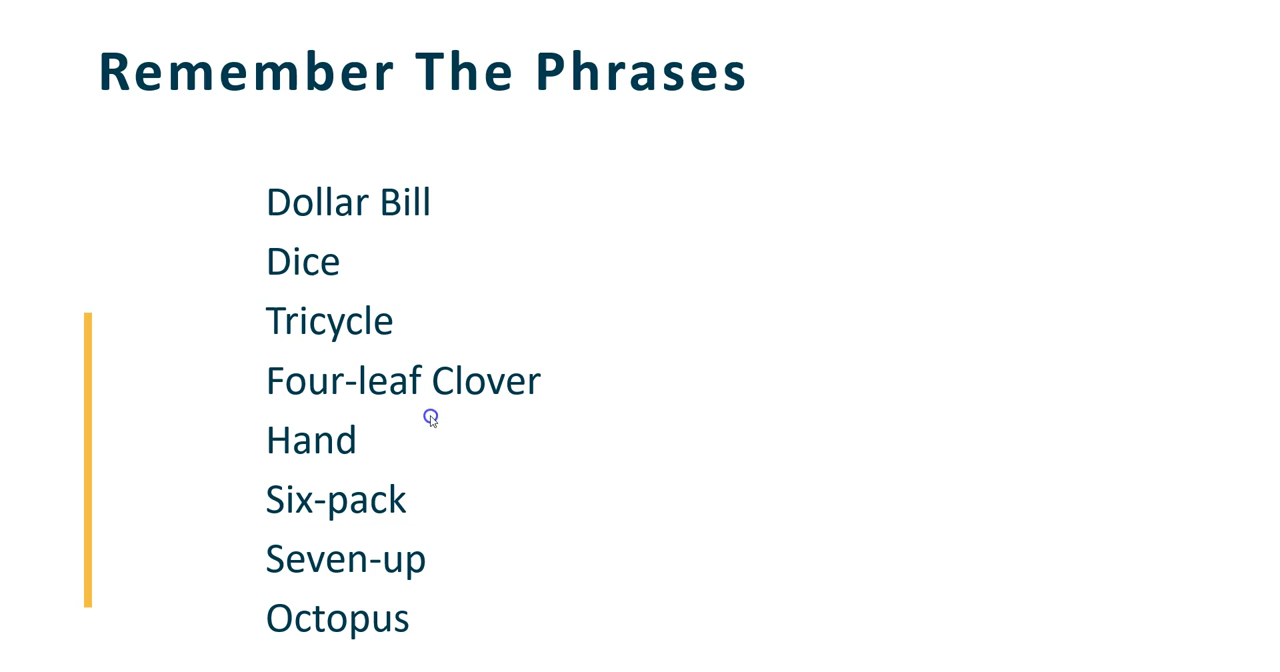 Remember The Phrases
Dollar Bill
Dice
Tricycle
Four-leaf Clover
Hand
Six-pack
Seven-up
Octopus